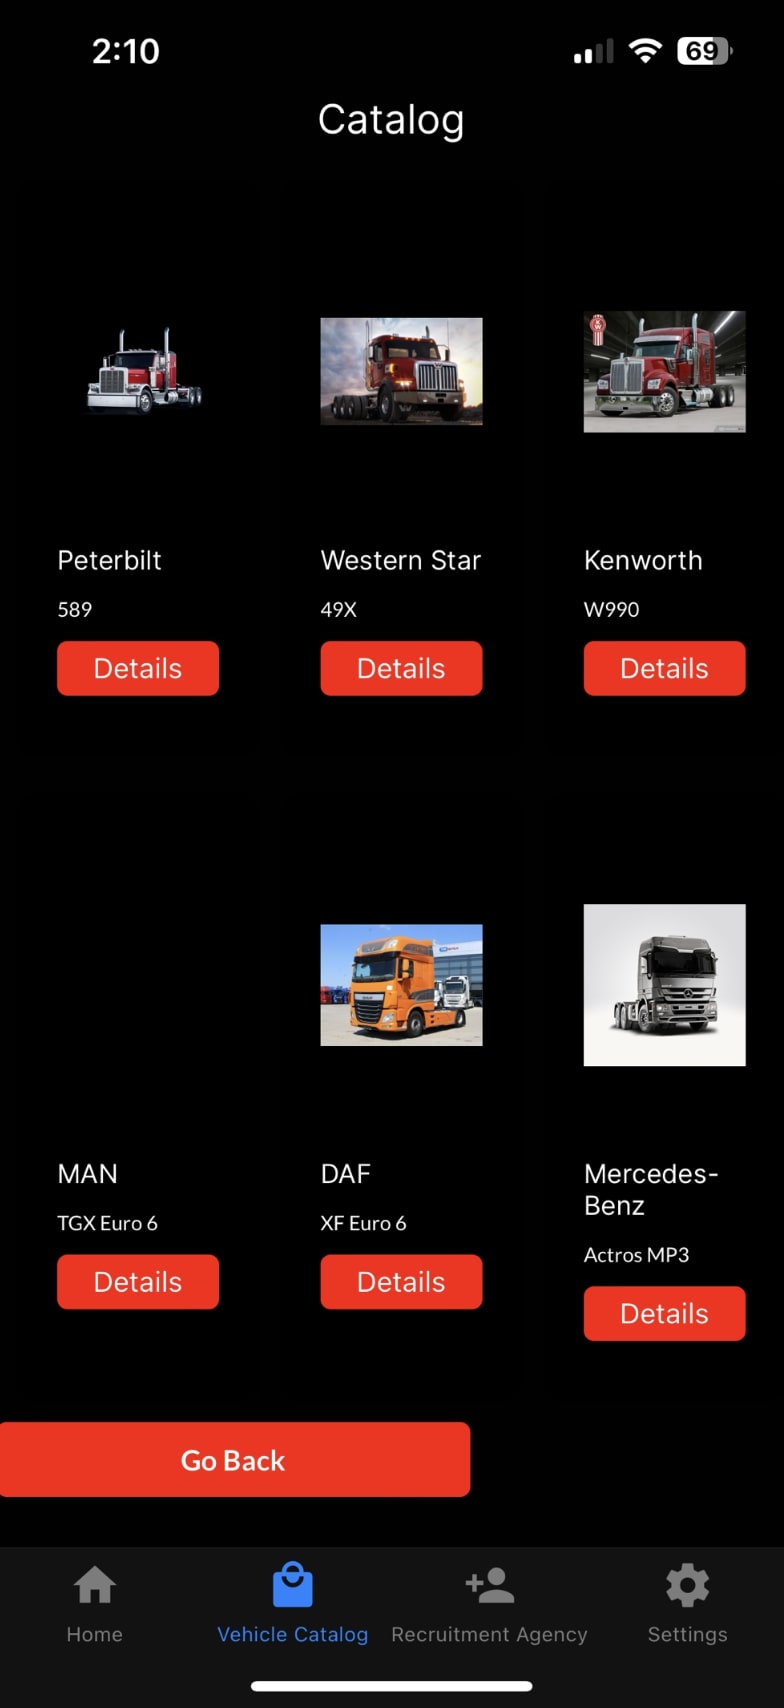 2:10
69
Catalog
Peterbilt
589
Details
Western Star
49X
Details
Kenworth
W990
Details
MAN
TGX Euro 6
Details
DAF
XF Euro 6
Details
Mercedes-
Benz
Actros MP3
Details
Go Back
Home
Vehicle Catalog
Recruitment Agency
Settings